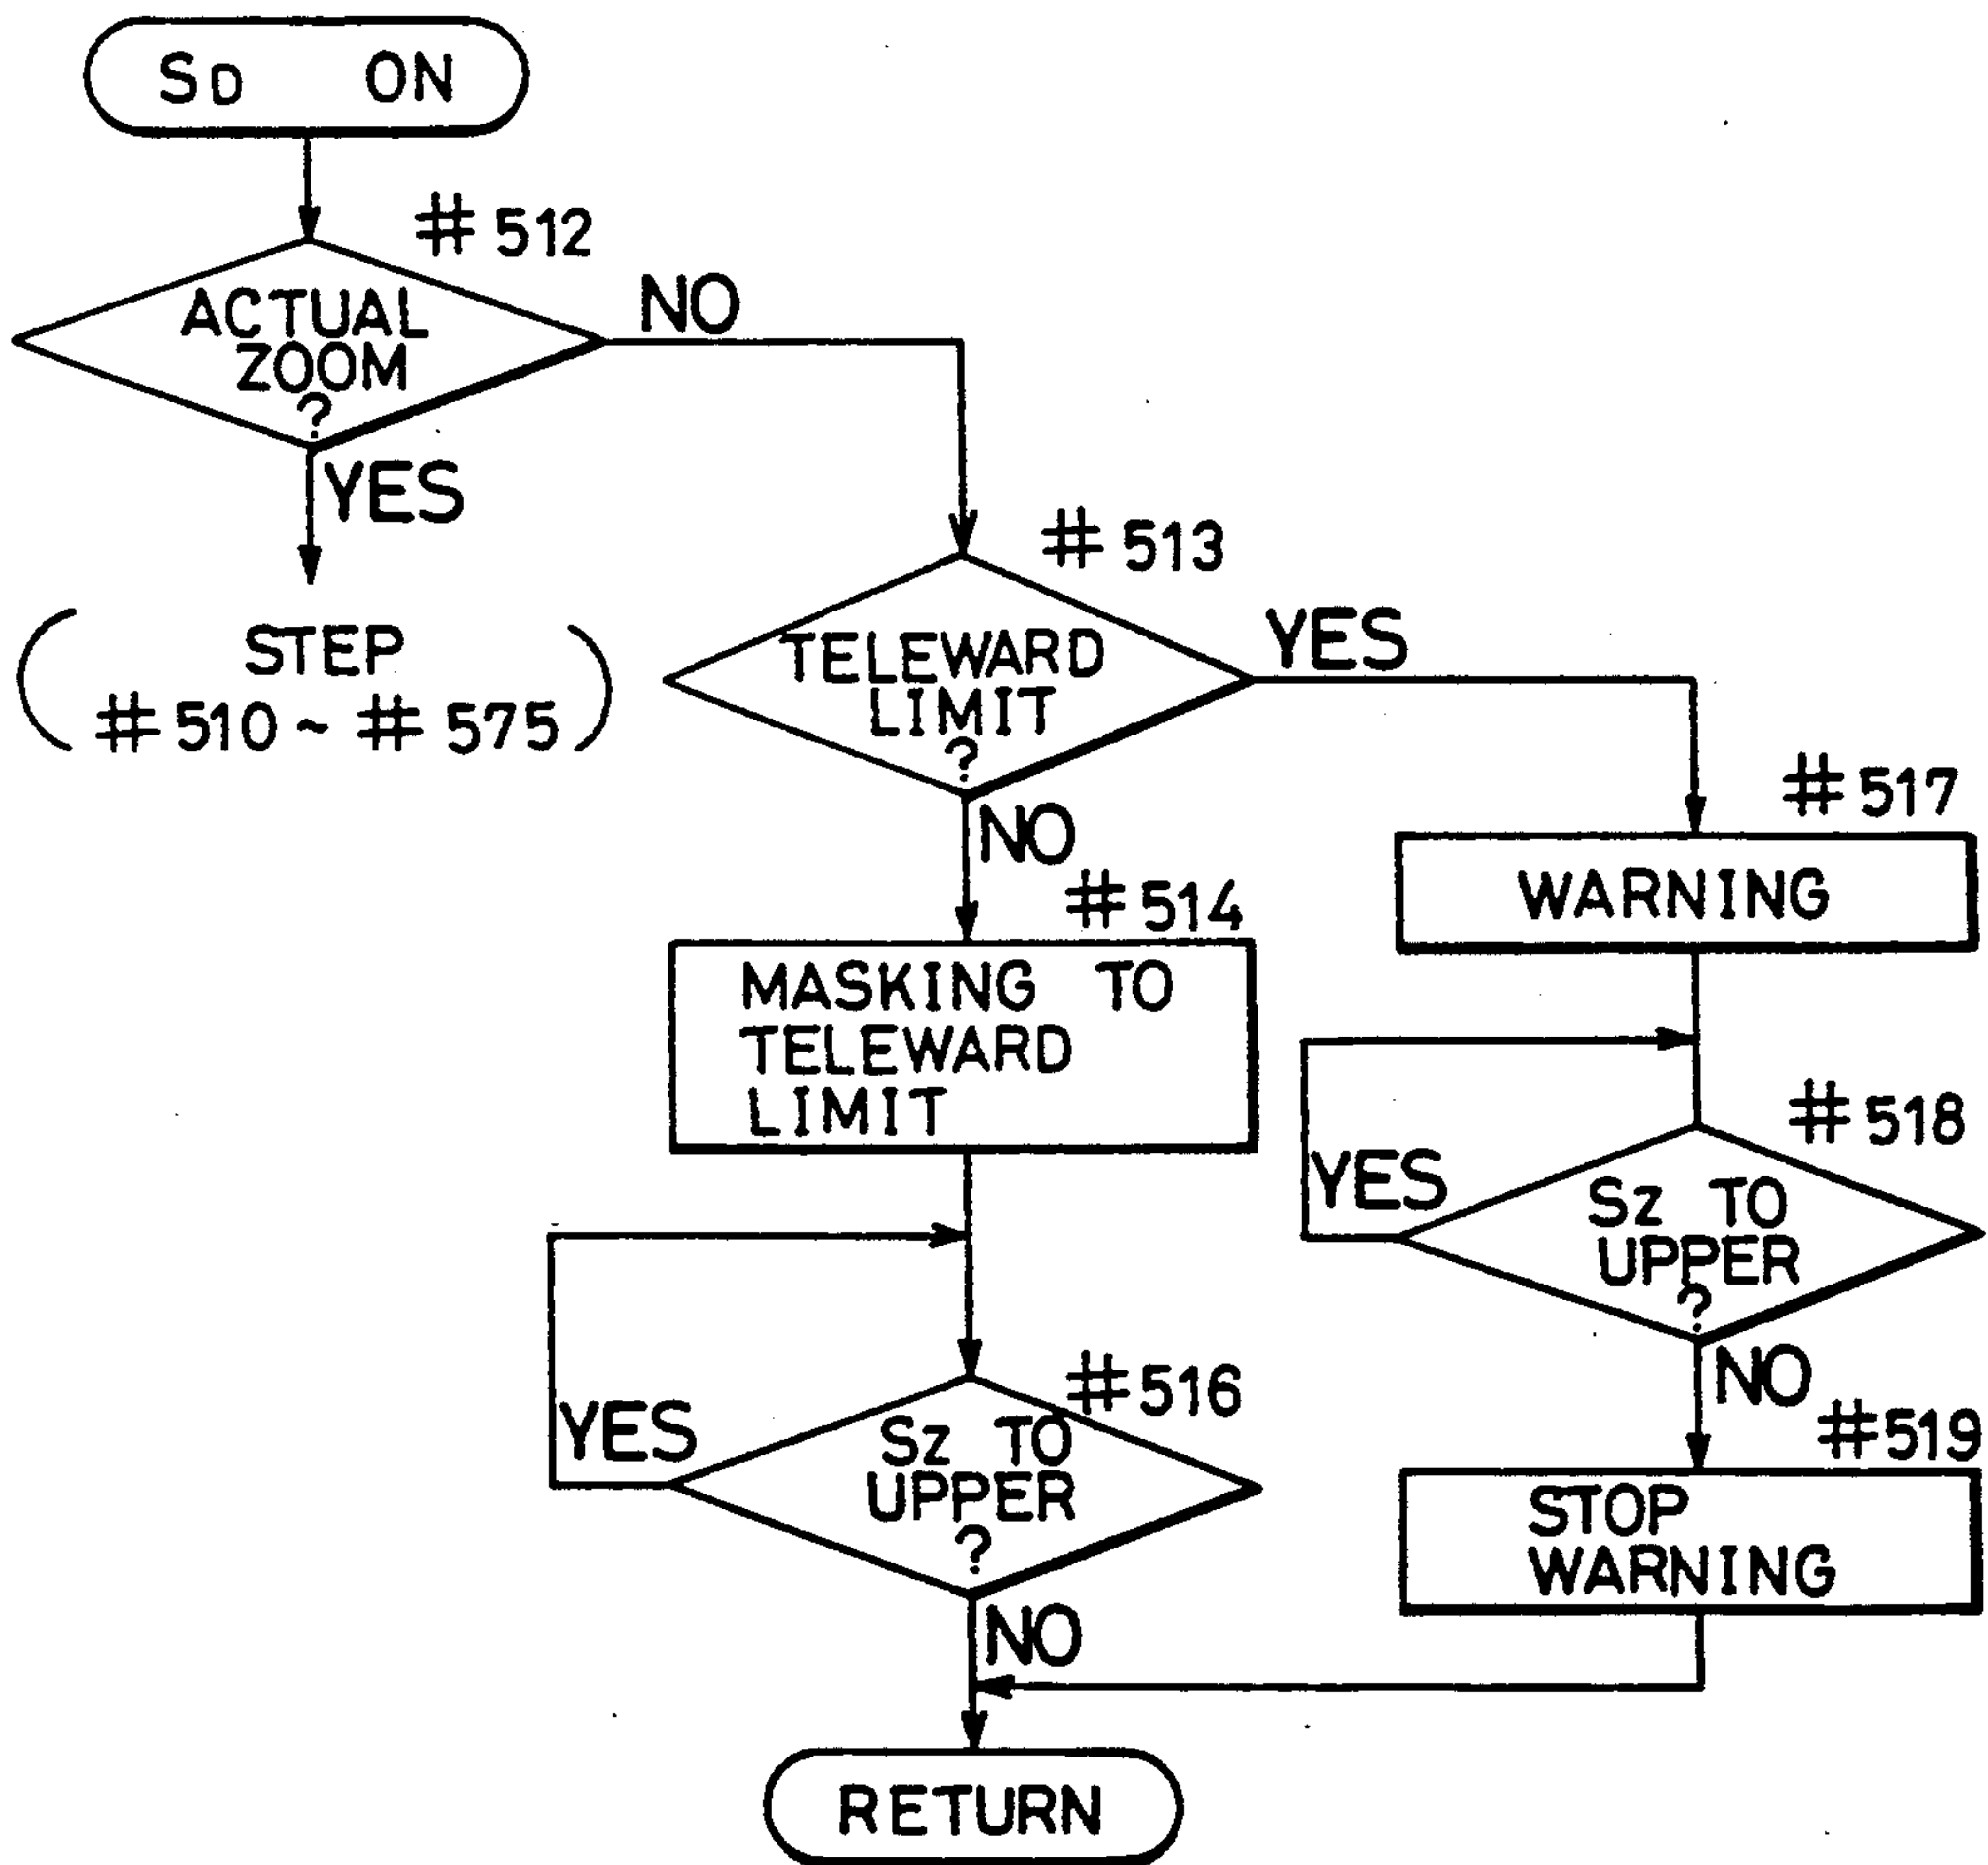 SD ON
#512
ACTUAL
ZOOM
?
NO
YES
STEP
#510~#575
#513
TELEWARD
LIMIT
?
YES
NO
#517
WARNING
#514
MASKING TO
TELEWARD
LIMIT
#518
YES
Sz TO
UPPER
?
NO
#516
YES
Sz TO
UPPER
?
NO
#519
STOP
WARNING
RETURN